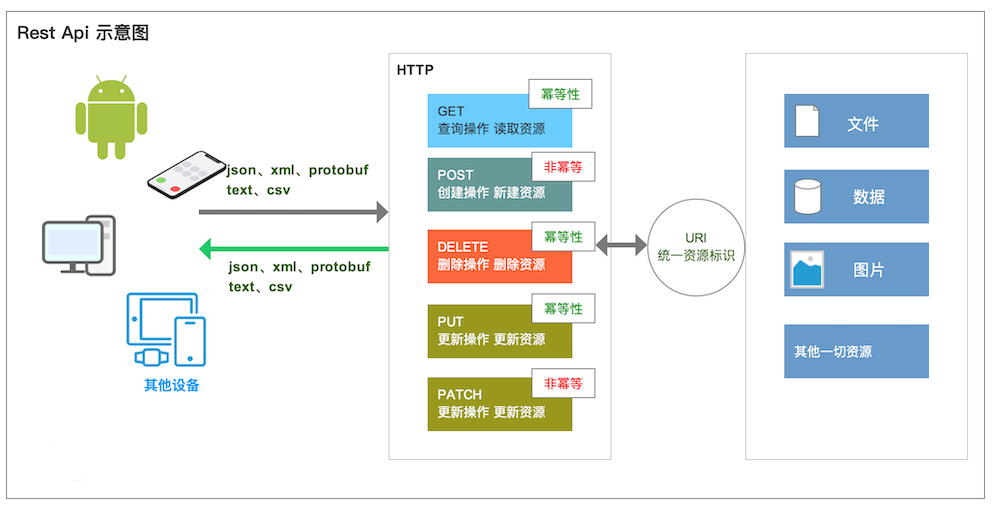 Rest Api 示意图
json、xml、protobuf
text、csv
json、xml、protobuf
text、csv
其他设备
HTTP
幂等性
GET
查询操作 读取资源
非幂等
POST
创建操作 新建资源
幂等性
DELETE
删除操作 删除资源
幂等性
PUT
更新操作 更新资源
非幂等
PATCH
更新操作 更新资源
URI
统一资源标识
文件
数据
图片
其他一切资源